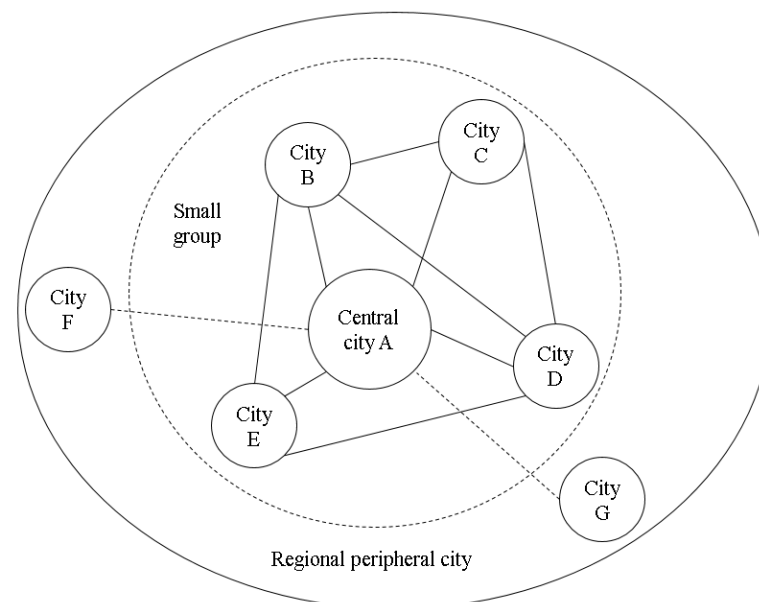 City
C
City
B
Small
group
City
F
Central
city A
City
D
City
E
City
G
Regional peripheral city